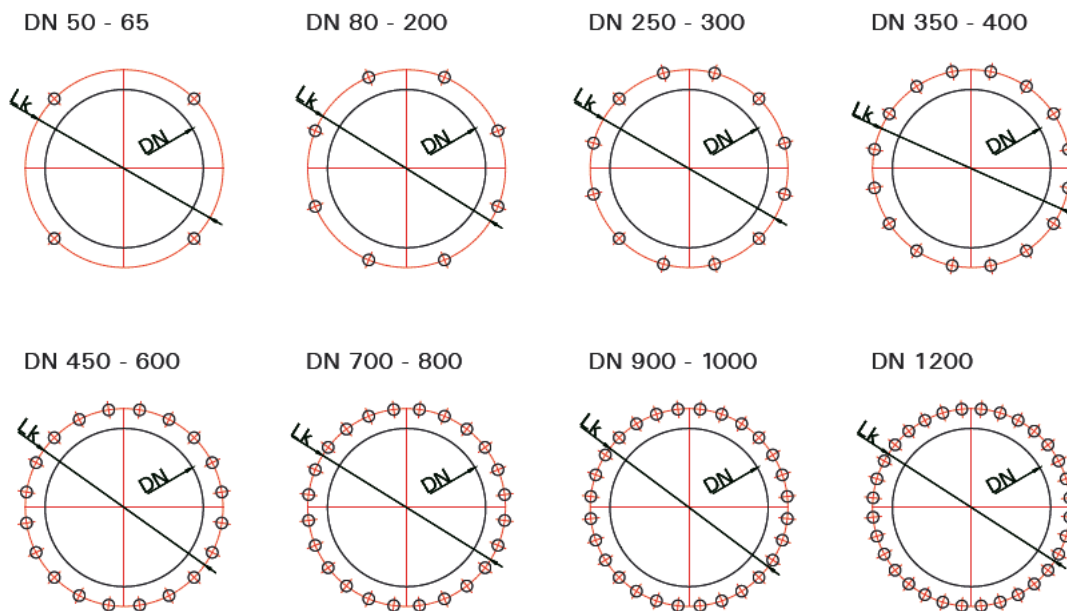 DN 50 - 65
DN 80 - 200
DN 250 - 300
DN 350 - 400
Lk
DN
Lk
DN
Lk
DN
Lk
DN
DN 450 - 600
DN 700 - 800
DN 900 - 1000
DN 1200
Lk
DN
Lk
DN
Lk
DN
Lk
DN